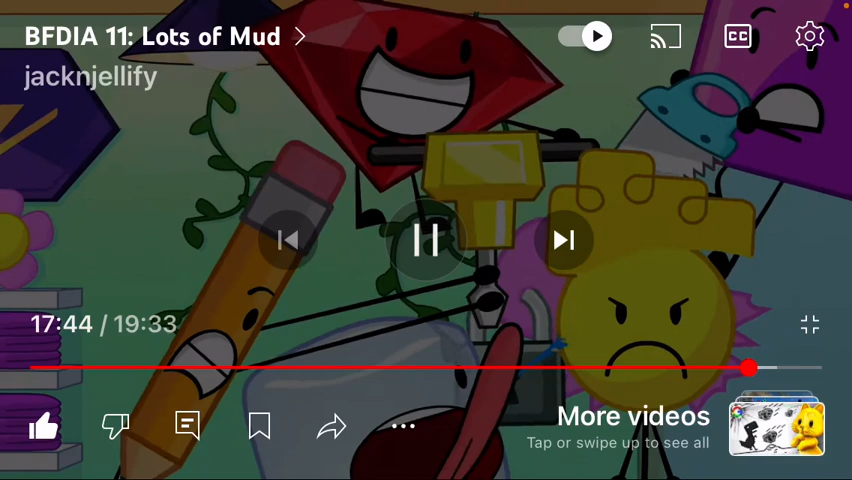 BFDIA 11: Lots of Mud
jacknjellify
CC
17:44 / 19:33
More videos
Tap or swipe up to see all